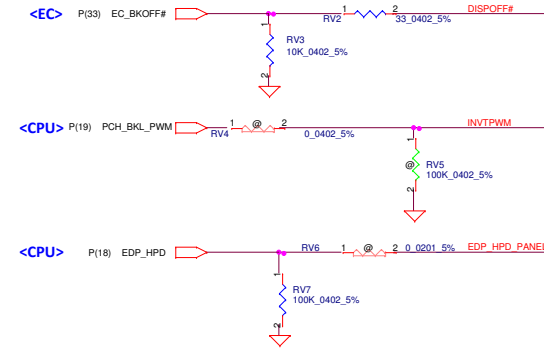 <EC> P(33) EC_BKOFF# RV2 1 2 33_0402_5% DISPOFF#
1
RV3
10K_0402_5%
2
<CPU> P(19) PCH_BKL_PWM RV4 1 @ 2 0_0402_5% INVTPWM
1
@ RV5
100K_0402_5%
2
<CPU> P(18) EDP_HPD RV6 1 @ 2 0_0201_5% EDP_HPD_PANEL
1
RV7
100K_0402_5%
2